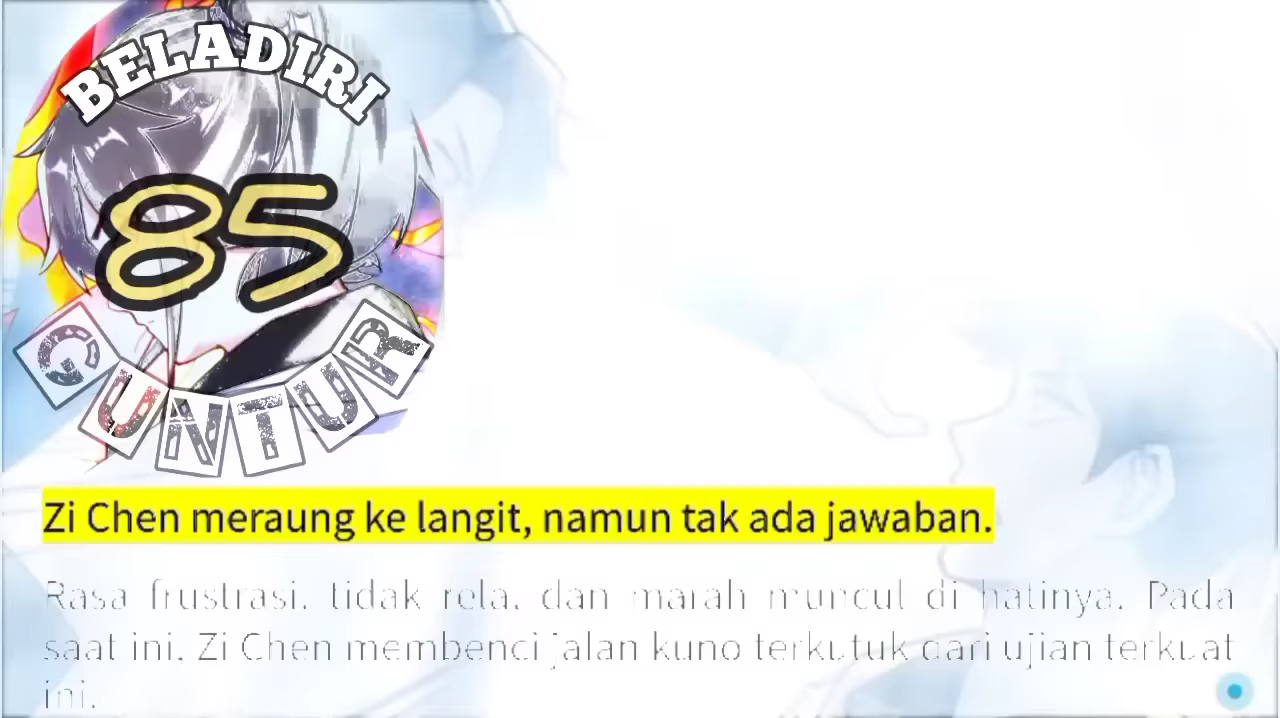 BELADIRI
85
GUNTUR
Zi Chen meraung ke langit, namun tak ada jawaban.
Rasa frustrasi, tidak rela, dan marah muncul di hatinya. Pada
saat ini, Zi Chen membenci jalan kuno terkutuk dari ujian terkuat
ini.